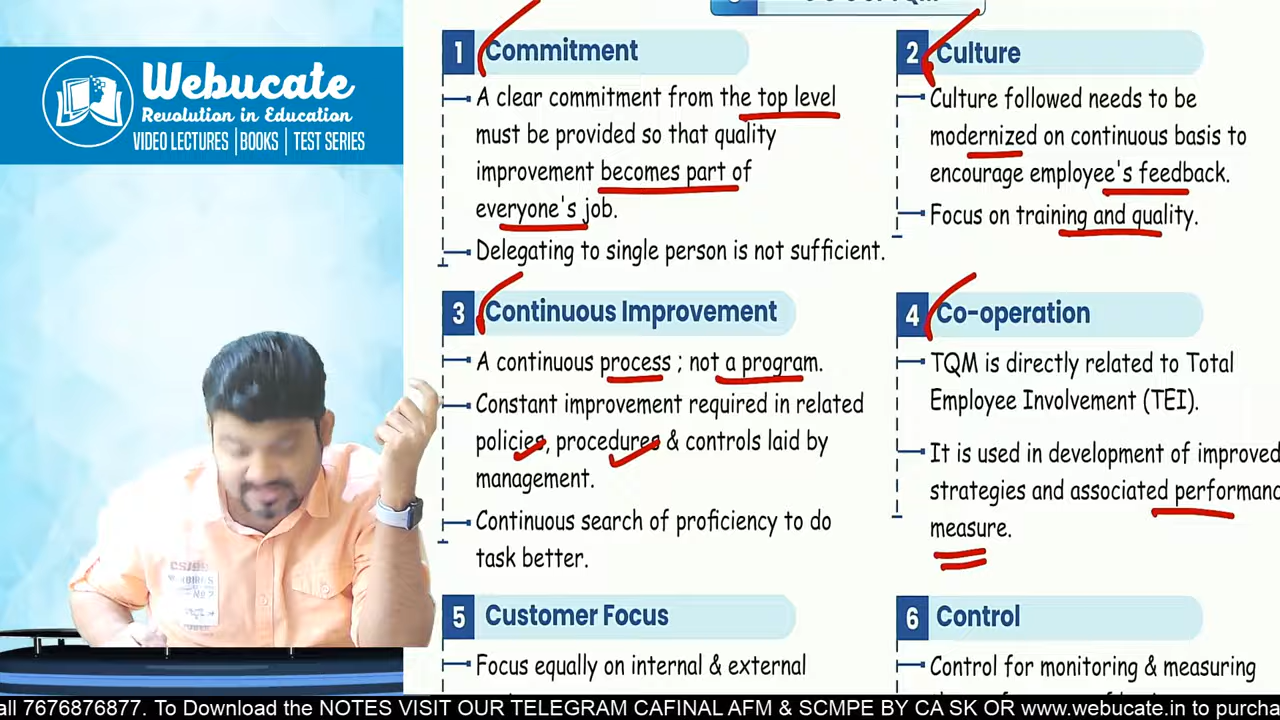 Webucate
Revolution in Education
VIDEO LECTURES | BOOKS | TEST SERIES
1 Commitment
A clear commitment from the top level
must be provided so that quality
improvement becomes part of
everyone's job.
Delegating to single person is not sufficient.
2 Culture
Culture followed needs to be
modernized on continuous basis to
encourage employee's feedback.
Focus on training and quality.
3 Continuous Improvement
A continuous process ; not a program.
Constant improvement required in related
policies, procedures & controls laid by
management.
Continuous search of proficiency to do
task better.
4 Co-operation
TQM is directly related to Total
Employee Involvement (TEI).
It is used in development of improved
strategies and associated performanc
measure.
5 Customer Focus
Focus equally on internal & external
6 Control
Control for monitoring & measuring
all 7676876877. To Download the NOTES VISIT OUR TELEGRAM CAFINAL AFM & SCMPE BY CA SK OR www.webucate.in to purcha